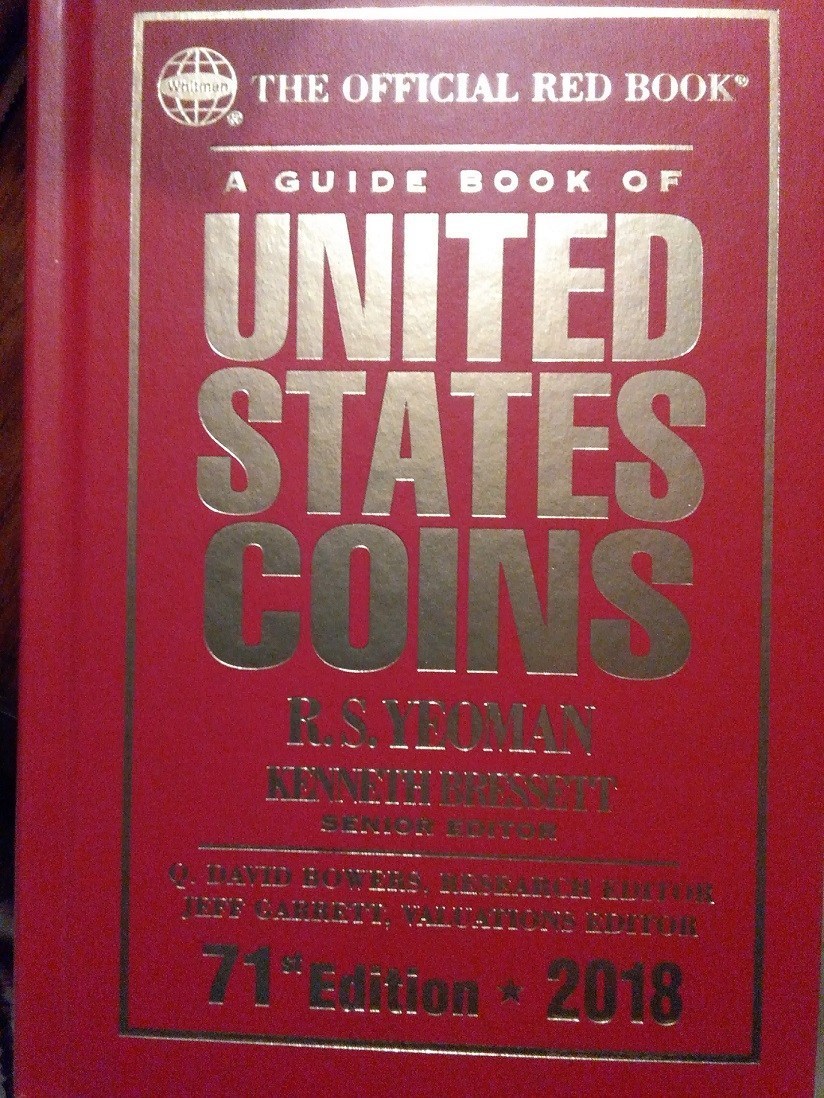 Whitman®
THE OFFICIAL RED BOOK®
A GUIDE BOOK OF
UNITED
STATES
COINS
R.S. YEOMAN
KENNETH BRESSETT
SENIOR EDITOR
Q. DAVID BOWERS, RESEARCH EDITOR
JEFF GARRETT, VALUATIONS EDITOR
71st Edition ★ 2018